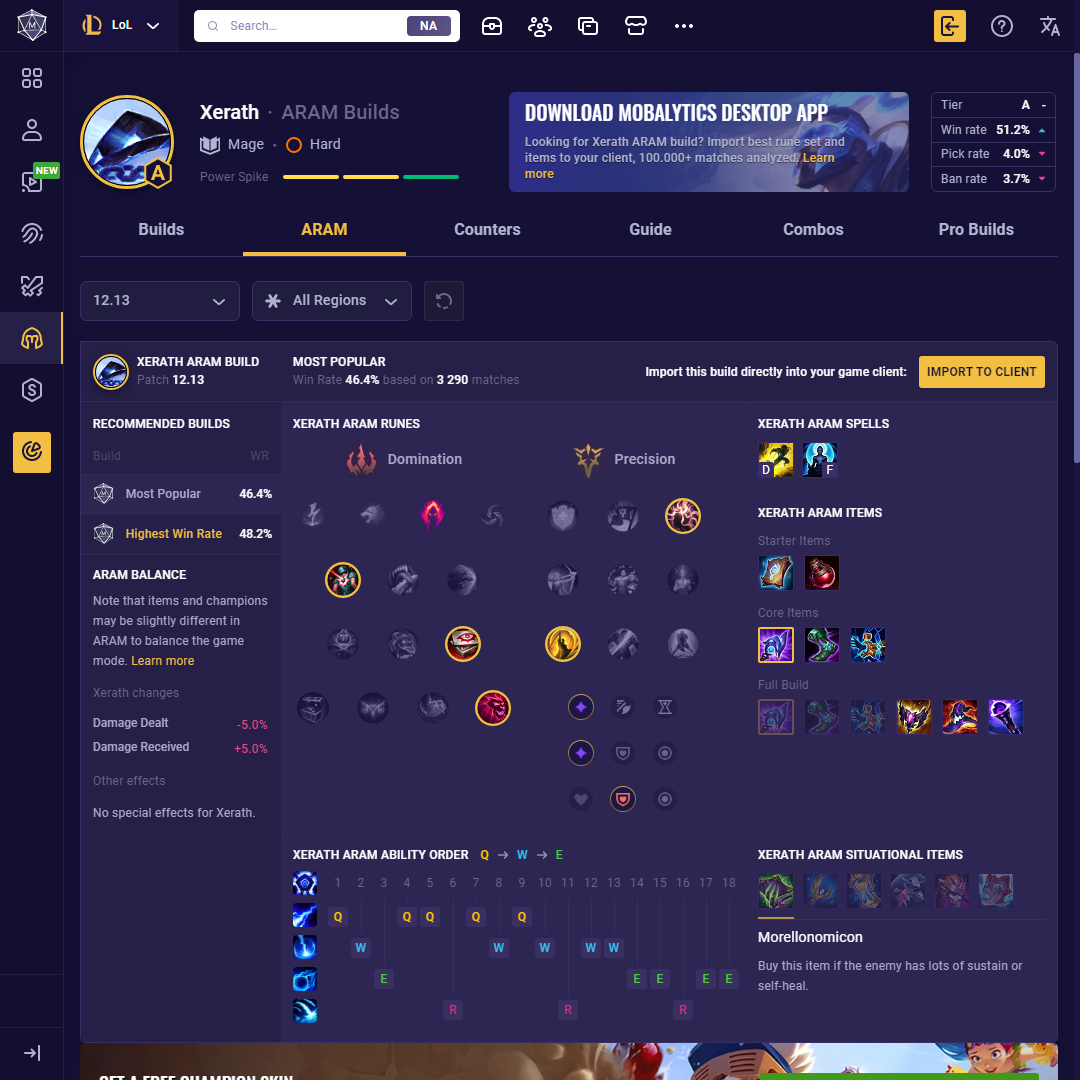 LoL
Search...
NA
NEW
Xerath · ARAM Builds
Mage · Hard
Power Spike
A
DOWNLOAD MOBALYTICS DESKTOP APP
Looking for Xerath ARAM build? Import best rune set and
items to your client, 100.000+ matches analyzed. Learn
more
Tier A -
Win rate 51.2%
Pick rate 4.0%
Ban rate 3.7%
Builds
ARAM
Counters
Guide
Combos
Pro Builds
12.13
All Regions
XERATH ARAM BUILD
Patch 12.13
MOST POPULAR
Win Rate 46.4% based on 3 290 matches
Import this build directly into your game client:
IMPORT TO CLIENT
RECOMMENDED BUILDS
Build WR
Most Popular 46.4%
Highest Win Rate 48.2%
ARAM BALANCE
Note that items and champions
may be slightly different in
ARAM to balance the game
mode. Learn more
Xerath changes
Damage Dealt -5.0%
Damage Received +5.0%
Other effects
No special effects for Xerath.
XERATH ARAM RUNES
Domination
Precision
XERATH ARAM SPELLS
D F
XERATH ARAM ITEMS
Starter Items
Core Items
Full Build
XERATH ARAM ABILITY ORDER Q → W → E
1 2 3 4 5 6 7 8 9 10 11 12 13 14 15 16 17 18
Q Q Q Q Q
W W W W W
E E E E E
R R R
XERATH ARAM SITUATIONAL ITEMS
Morellonomicon
Buy this item if the enemy has lots of sustain or
self-heal.
GET A FREE CHAMPION SKIN